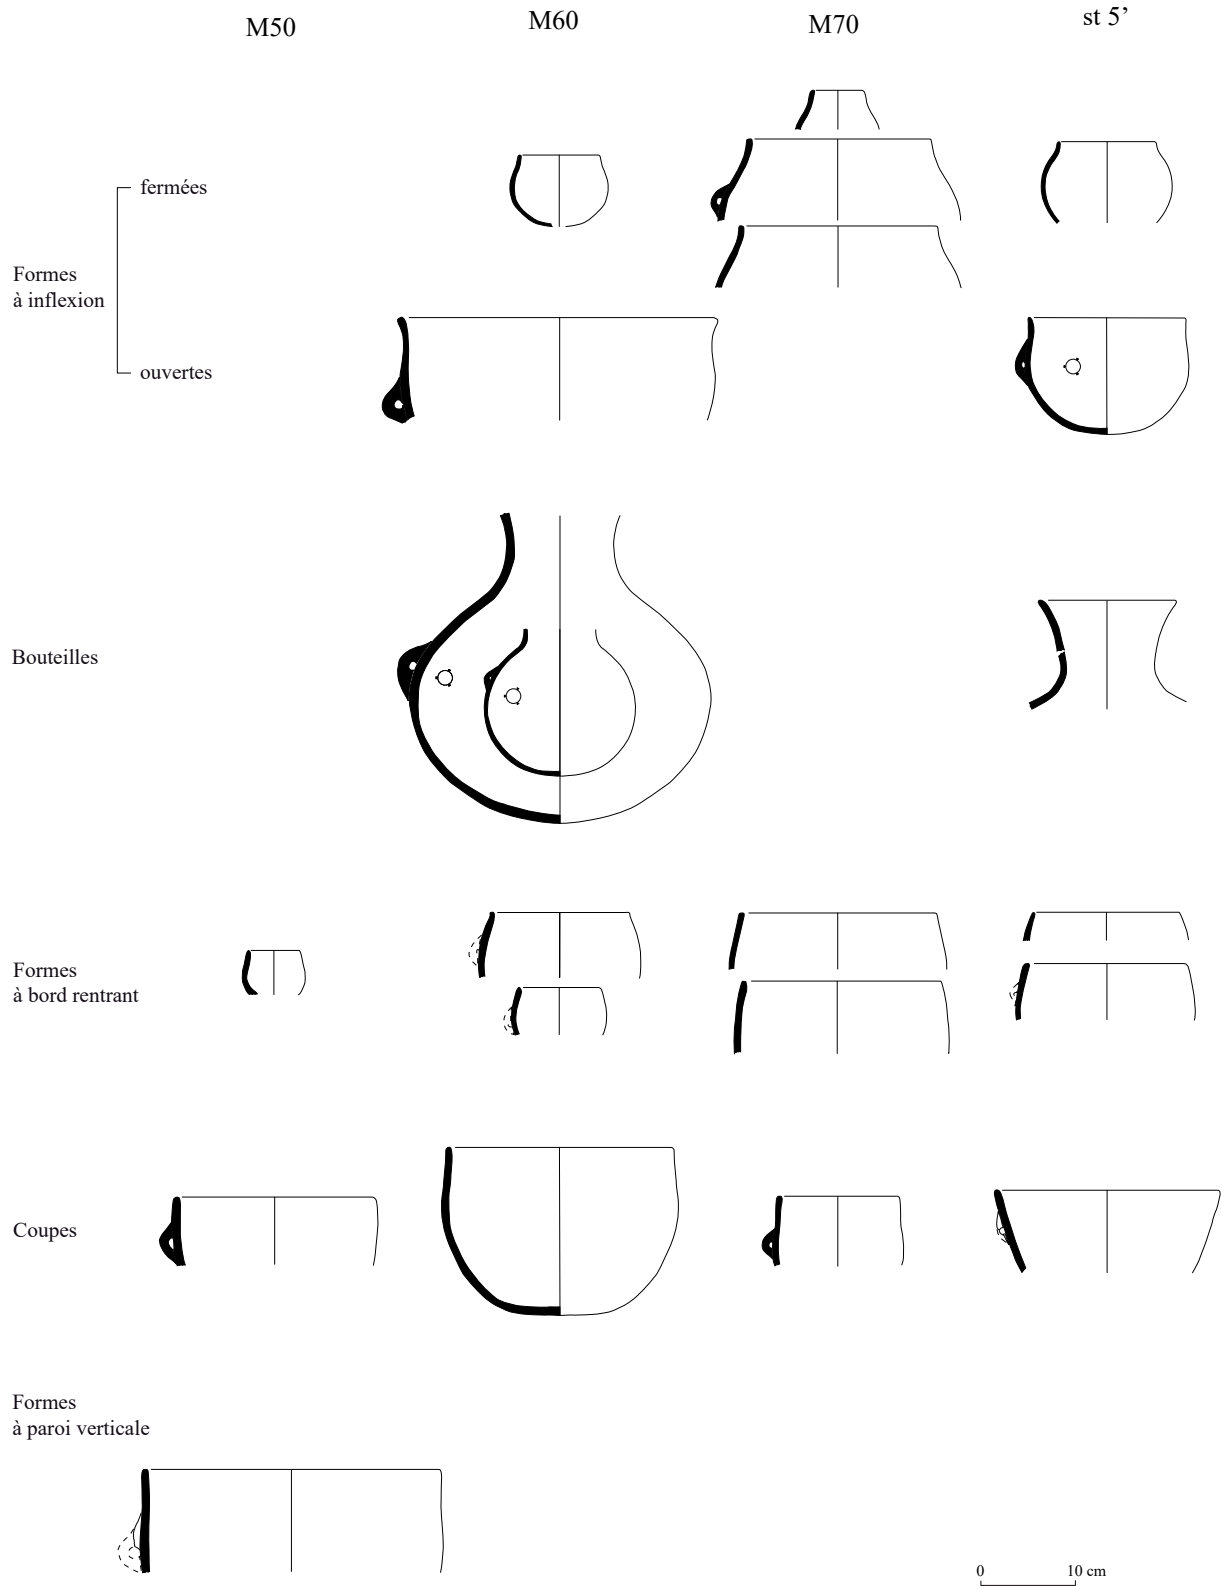 M50
M60
M70
st 5’
fermées
Formes
à inflexion
ouvertes
Bouteilles
Formes
à bord rentrant
Coupes
Formes
à paroi verticale
0 10 cm